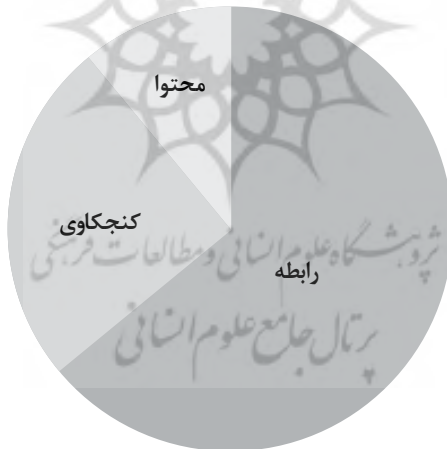 محتوا
کنجکاوی
رابطه
پژوهشگاه علوم انسانی و مطالعات فرهنگی
پرتال جامع علوم انسانی